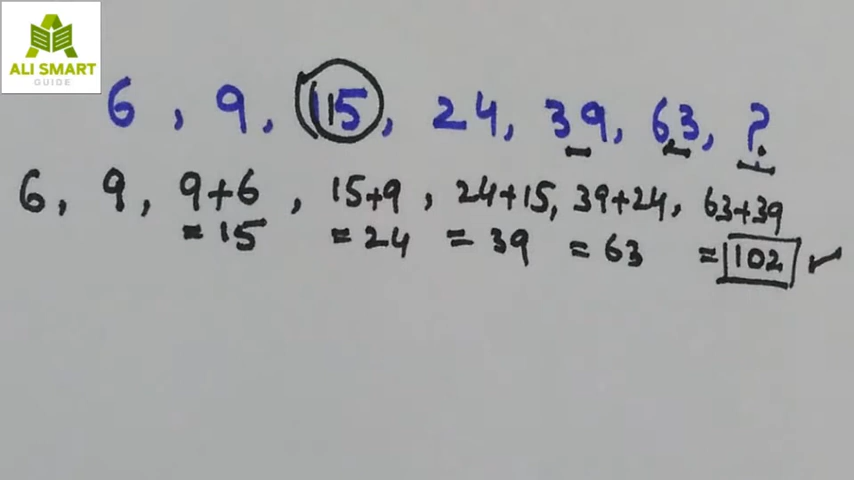 ALI SMART
GUIDE
6, 9, 15, 24, 39, 63, ?
6, 9, 9+6, 15+9, 24+15, 39+24, 63+39
= 15 = 24 = 39 = 63 = 102 ✓